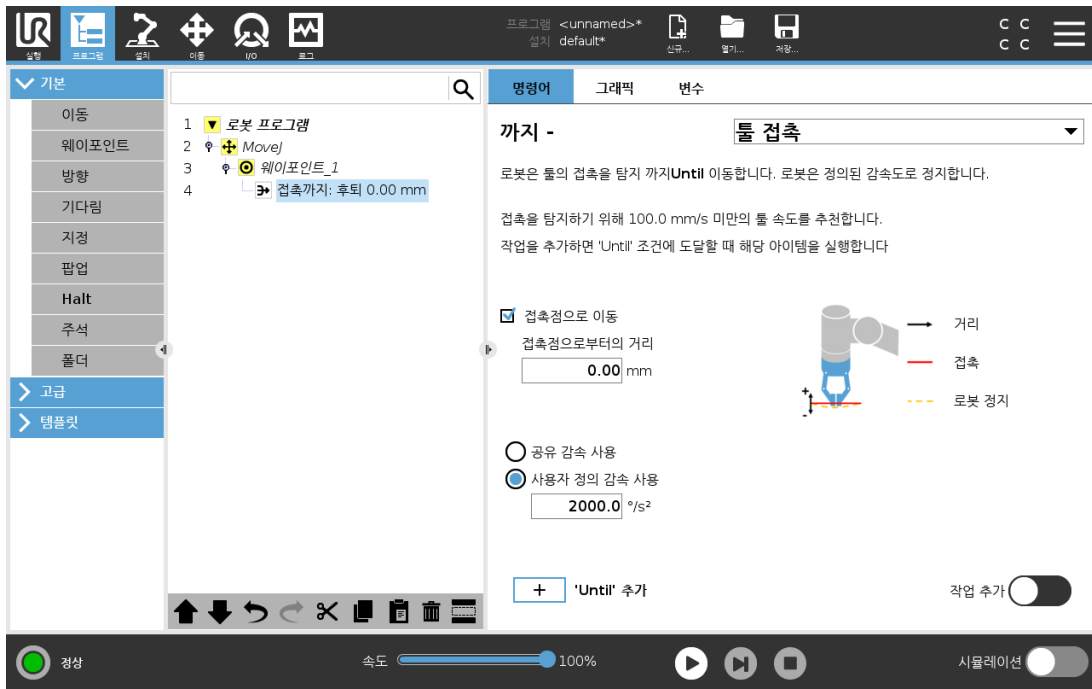 프로그램 <unnamed>*
설치 default*
C C
C C
실행 프로그램 설치 이동 I/O 로그 신규... 열기... 저장...
기본
이동
웨이포인트
방향
기다림
지정
팝업
Halt
주석
폴더
고급
템플릿
1 로봇 프로그램
2 MoveJ
3 웨이포인트_1
4 접촉까지: 후퇴 0.00 mm
명령어 그래픽 변수
까지 - 툴 접촉
로봇은 툴의 접촉을 탐지 까지Until 이동합니다. 로봇은 정의된 감속도로 정지합니다.
접촉을 탐지하기 위해 100.0 mm/s 미만의 툴 속도를 추천합니다.
작업을 추가하면 'Until' 조건에 도달할 때 해당 아이템을 실행합니다
접촉점으로 이동
접촉점으로부터의 거리
0.00 mm
+
-
거리
접촉
로봇 정지
공유 감속 사용
사용자 정의 감속 사용
2000.0 °/s²
+ 'Until' 추가
작업 추가
정상
속도 100%
시뮬레이션